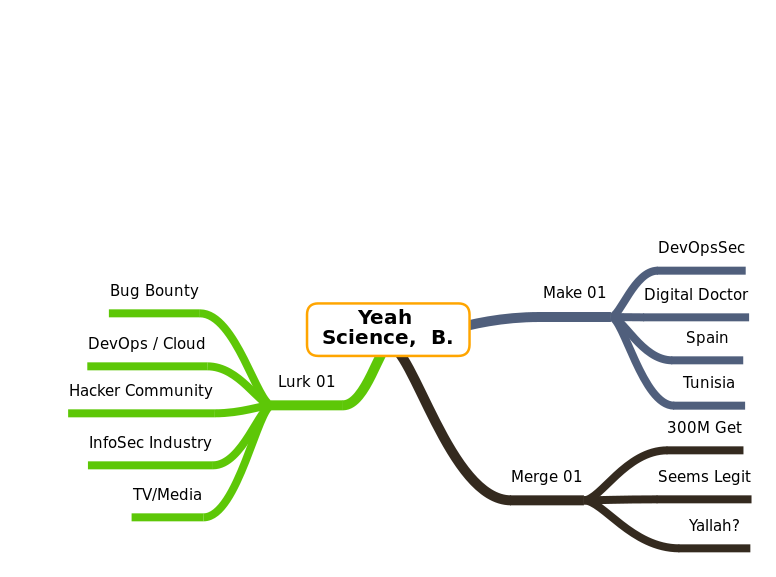 Yeah
Science, B.
Make 01
DevOpsSec
Digital Doctor
Spain
Tunisia
Merge 01
300M Get
Seems Legit
Yallah?
Lurk 01
Bug Bounty
DevOps / Cloud
Hacker Community
InfoSec Industry
TV/Media